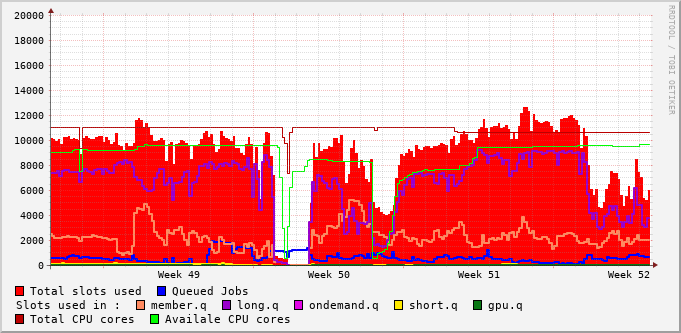 20000
18000
16000
14000
12000
10000
8000
6000
4000
2000
0
Week 49 Week 50 Week 51 Week 52
RRDTOOL / TOBI OETIKER
Total slots used Queued Jobs
Slots used in : member.q long.q ondemand.q short.q gpu.q
Total CPU cores Availale CPU cores